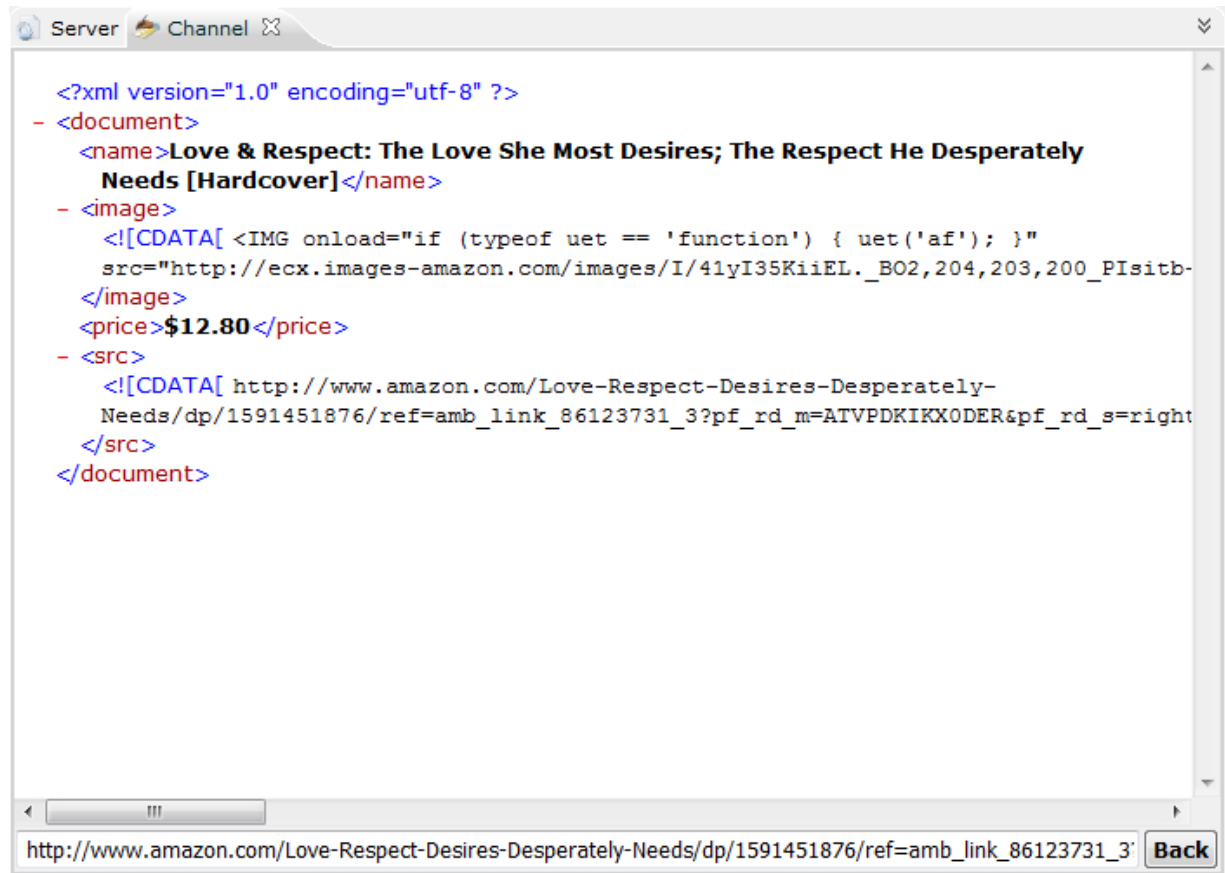 Server Channel
<?xml version="1.0" encoding="utf-8" ?>
- <document>
<name>Love & Respect: The Love She Most Desires; The Respect He Desperately
Needs [Hardcover]</name>
- <image>
<![CDATA[ <IMG onload="if (typeof uet == 'function') { uet('af'); }"
src="http://ecx.images-amazon.com/images/I/41yI35KiiEL._BO2,204,203,200_PIsitb-
</image>
<price>$12.80</price>
- <src>
<![CDATA[ http://www.amazon.com/Love-Respect-Desires-Desperately-
Needs/dp/1591451876/ref=amb_link_86123731_3?pf_rd_m=ATVPDKIKX0DER&pf_rd_s=right
</src>
</document>
http://www.amazon.com/Love-Respect-Desires-Desperately-Needs/dp/1591451876/ref=amb_link_86123731_3? Back